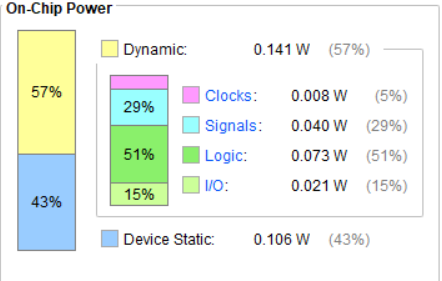 On-Chip Power
57%
43%
Dynamic: 0.141 W (57%)
29%
51%
15%
Clocks: 0.008 W (5%)
Signals: 0.040 W (29%)
Logic: 0.073 W (51%)
I/O: 0.021 W (15%)
Device Static: 0.106 W (43%)